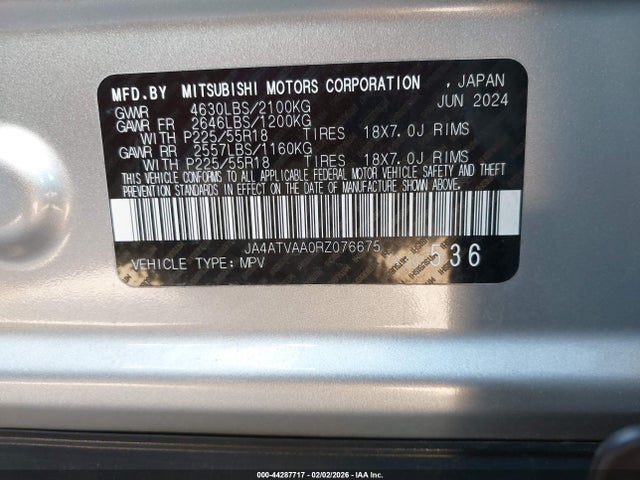 MFD.BY MITSUBISHI MOTORS CORPORATION , JAPAN
GVWR 4630LBS/2100KG JUN 2024
GAWR FR 2646LBS/1200KG
WITH P225/55R18 TIRES 18X7.0J RIMS
GAWR RR 2557LBS/1160KG
WITH P225/55R18 TIRES 18X7.0J RIMS
THIS VEHICLE CONFORMS TO ALL APPLICABLE FEDERAL MOTOR VEHICLE SAFETY AND THEFT
PREVENTION STANDARDS IN EFFECT ON THE DATE OF MANUFACTURE SHOWN ABOVE.
JA4ATVAA0RZ076675
536
VEHICLE TYPE: MPV
000-44287717 - 02/02/2026 - IAA Inc.